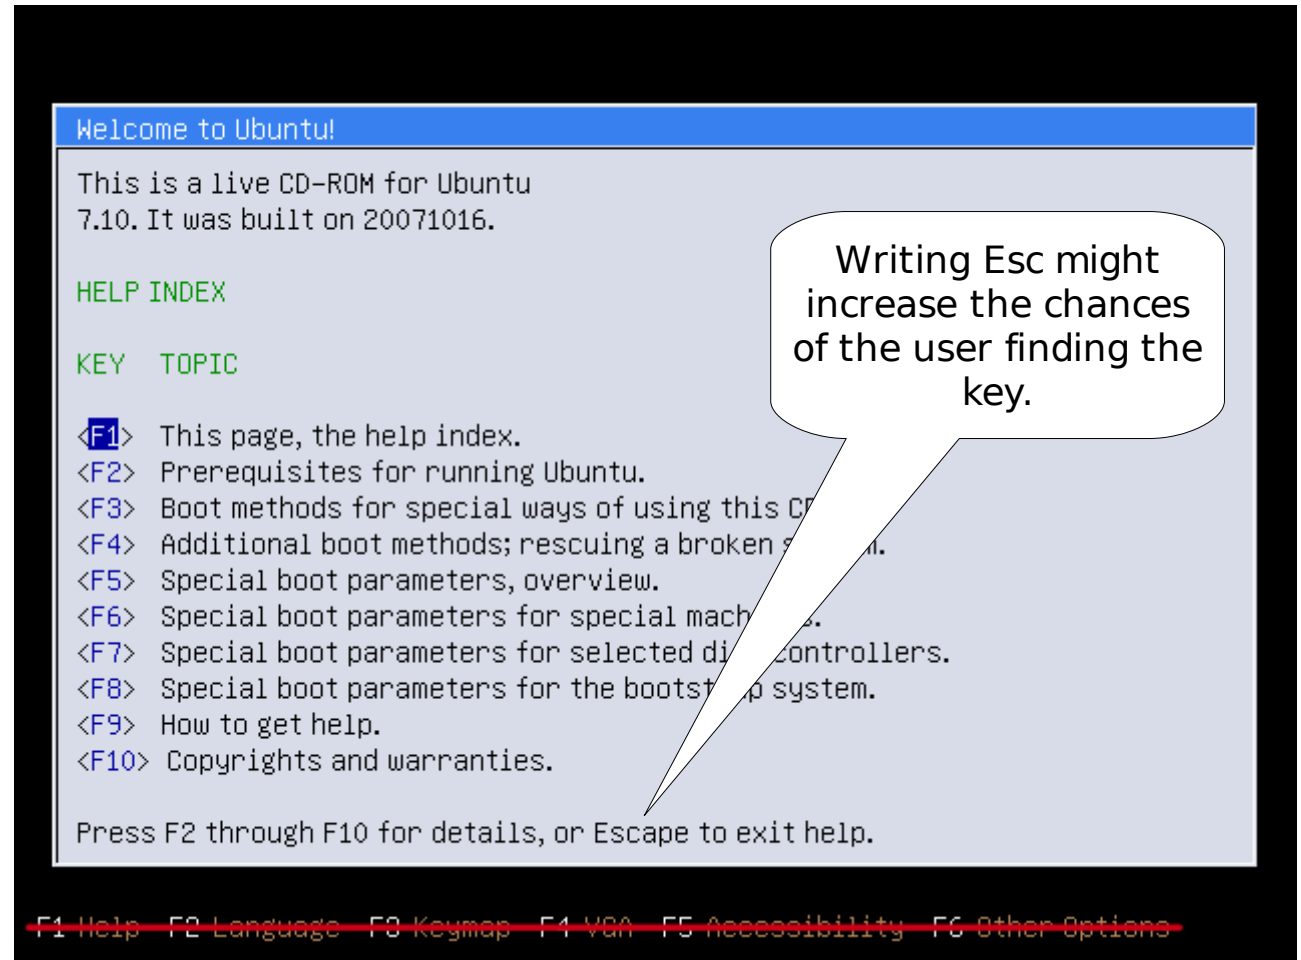 Welcome to Ubuntu!
This is a live CD-ROM for Ubuntu
7.10. It was built on 20071016.
Writing Esc might
increase the chances
of the user finding the
key.
HELP INDEX
KEY TOPIC
<F1> This page, the help index.
<F2> Prerequisites for running Ubuntu.
<F3> Boot methods for special ways of using this
<F4> Additional boot methods; rescuing a broken
<F5> Special boot parameters, overview.
<F6> Special boot parameters for special
<F7> Special boot parameters for selected controllers.
<F8> Special boot parameters for the system.
<F9> How to get help.
<F10> Copyrights and warranties.
Press F2 through F10 for details, or Escape to exit help.
F1 Help F2 Language F3 Keymap F4 VGA F5 Accessibility F6 Other Options